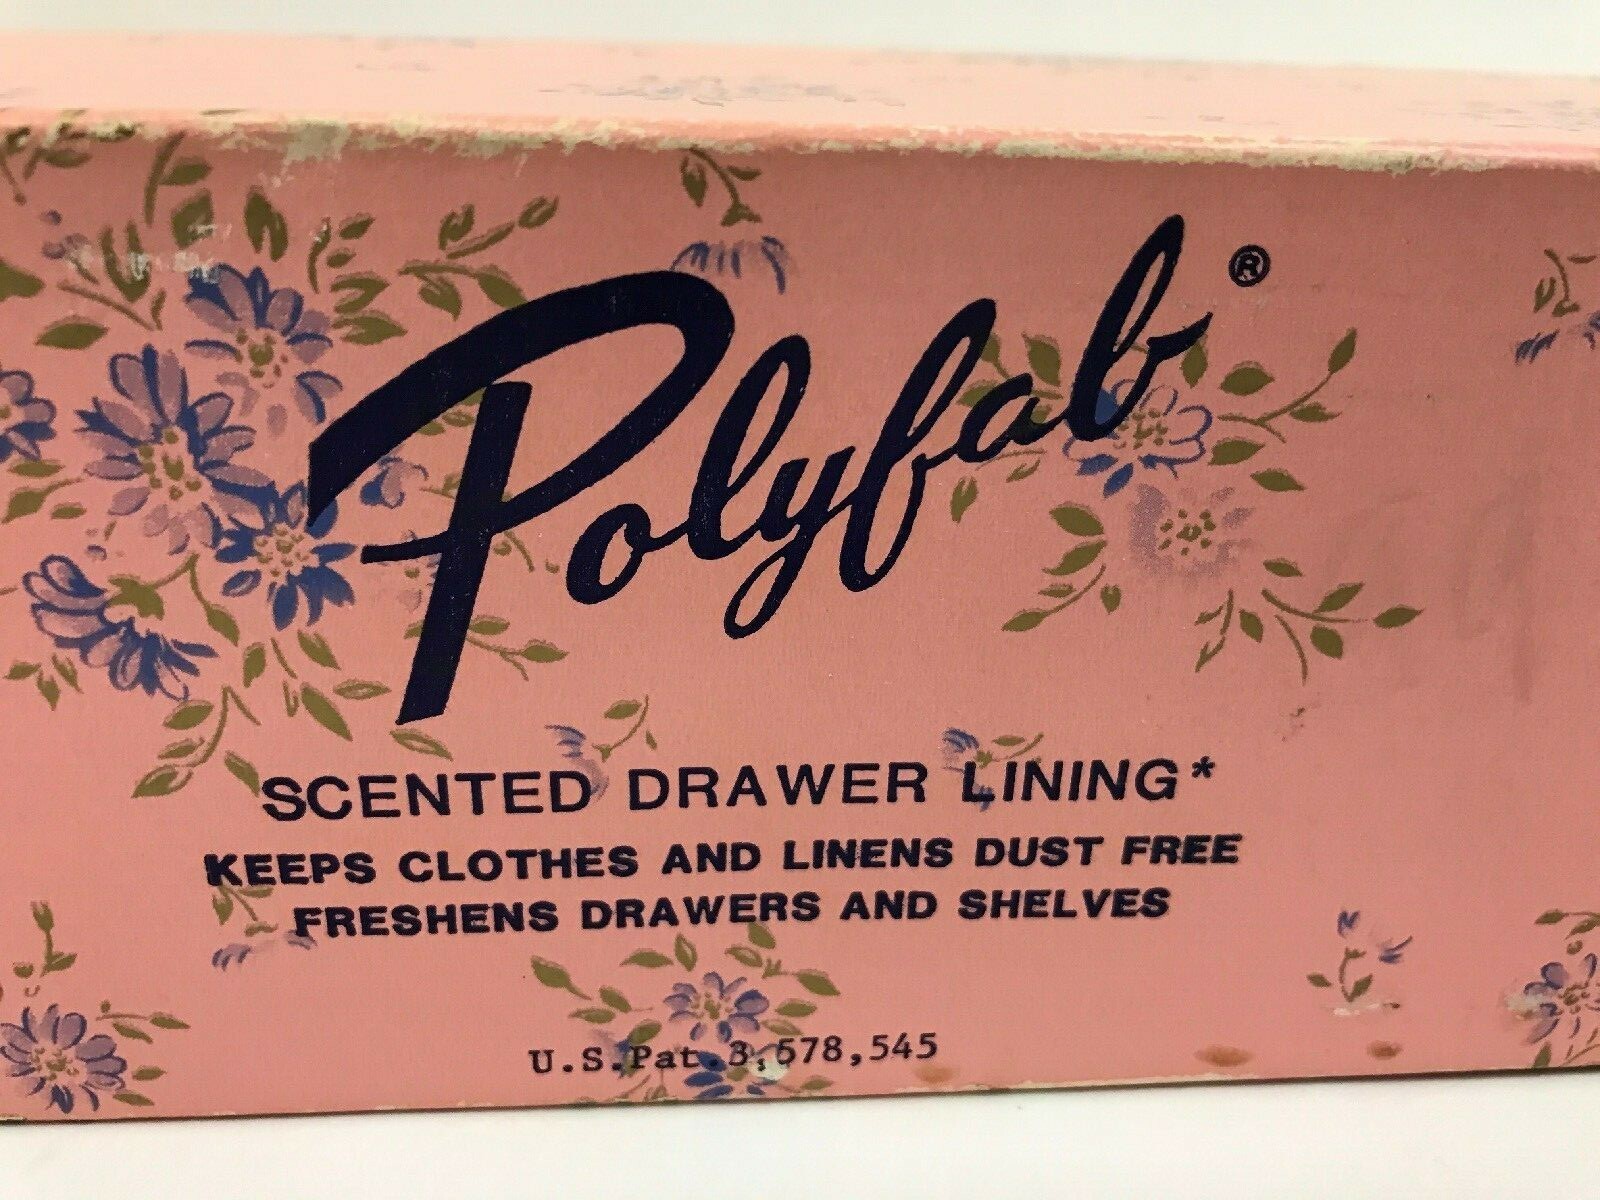 Polyfab®
SCENTED DRAWER LINING*
KEEPS CLOTHES AND LINENS DUST FREE
FRESHENS DRAWERS AND SHELVES
U.S. Pat. 3,578,545